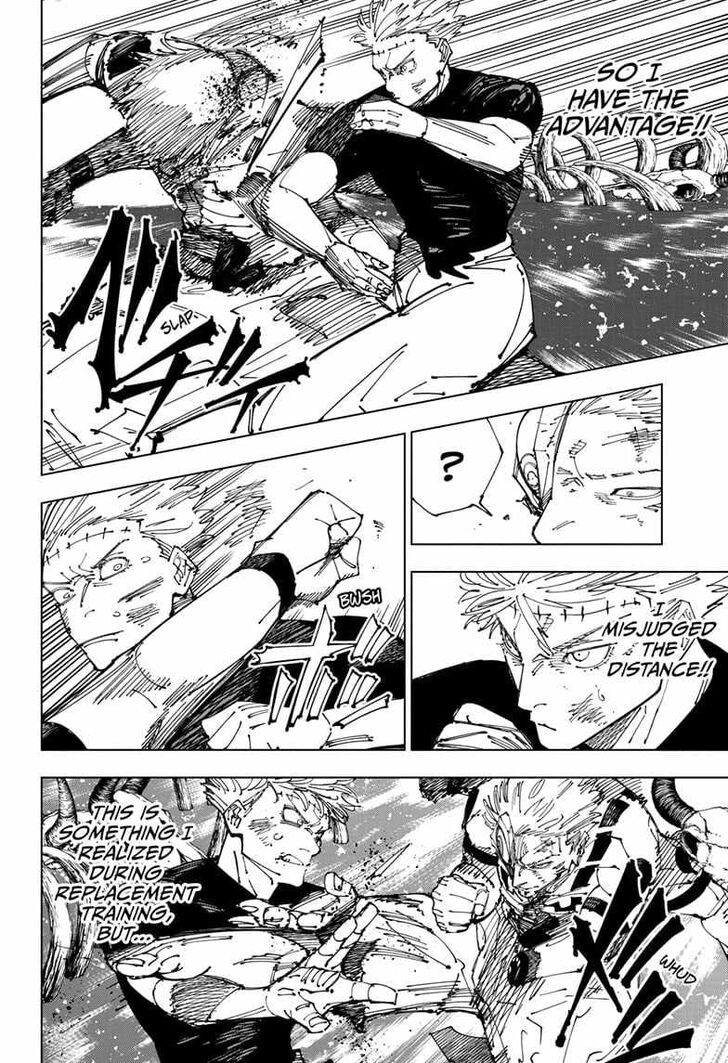 SO I
HAVE THE
ADVANTAGE!!
SLAP
?
I
MISJUDGED
THE
DISTANCE!!
BWSH
THIS IS
SOMETHING I
REALIZED
DURING
REPLACEMENT
TRAINING,
BUT...
WHUD